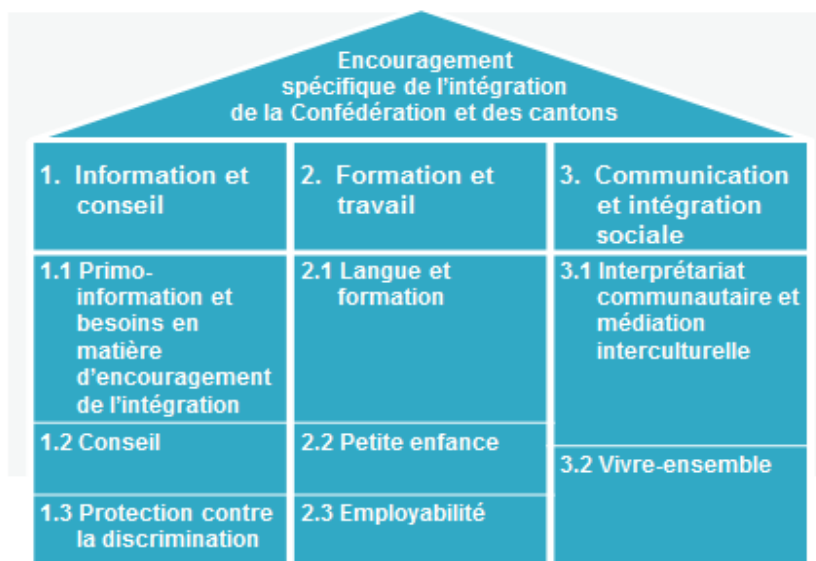 Encouragement
spécifique de l'intégration
de la Confédération et des cantons
1. Information et
conseil
2. Formation et
travail
3. Communication
et intégration
sociale
1.1 Primo-
information et
besoins en
matière
d'encouragement
de l'intégration
1.2 Conseil
1.3 Protection contre
la discrimination
2.1 Langue et
formation
2.2 Petite enfance
2.3 Employabilité
3.1 Interprétariat
communautaire et
médiation
interculturelle
3.2 Vivre-ensemble